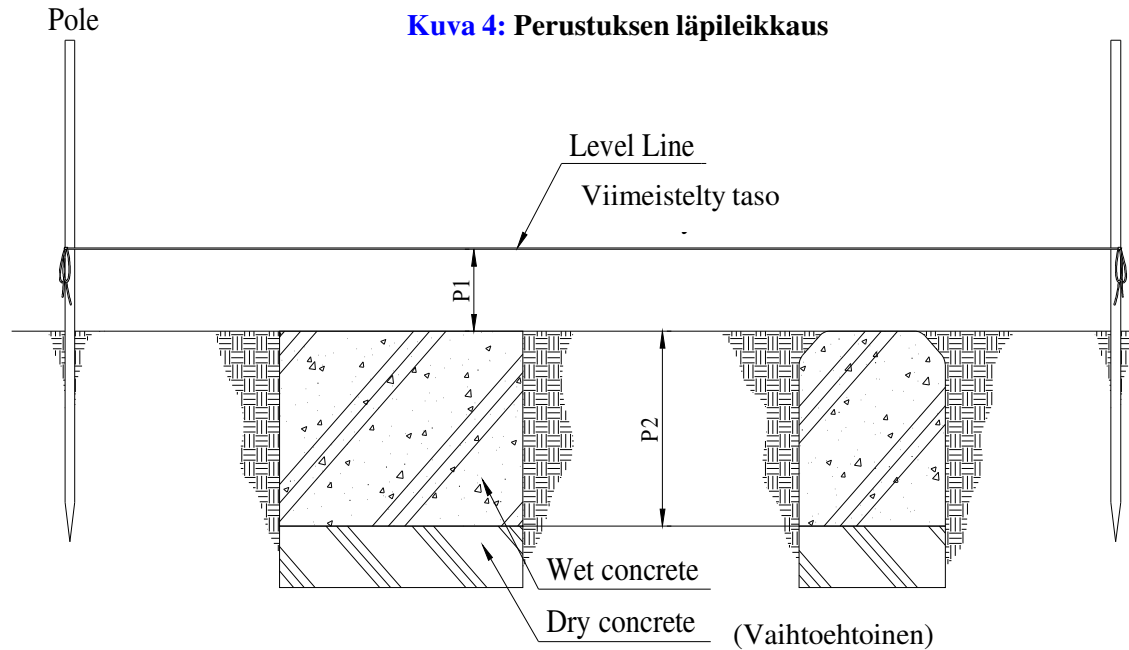 Pole
Kuva 4: Perustuksen läpileikkaus
Level Line
Viimeistelty taso
P1
P2
Wet concrete
Dry concrete (Vaihtoehtoinen)